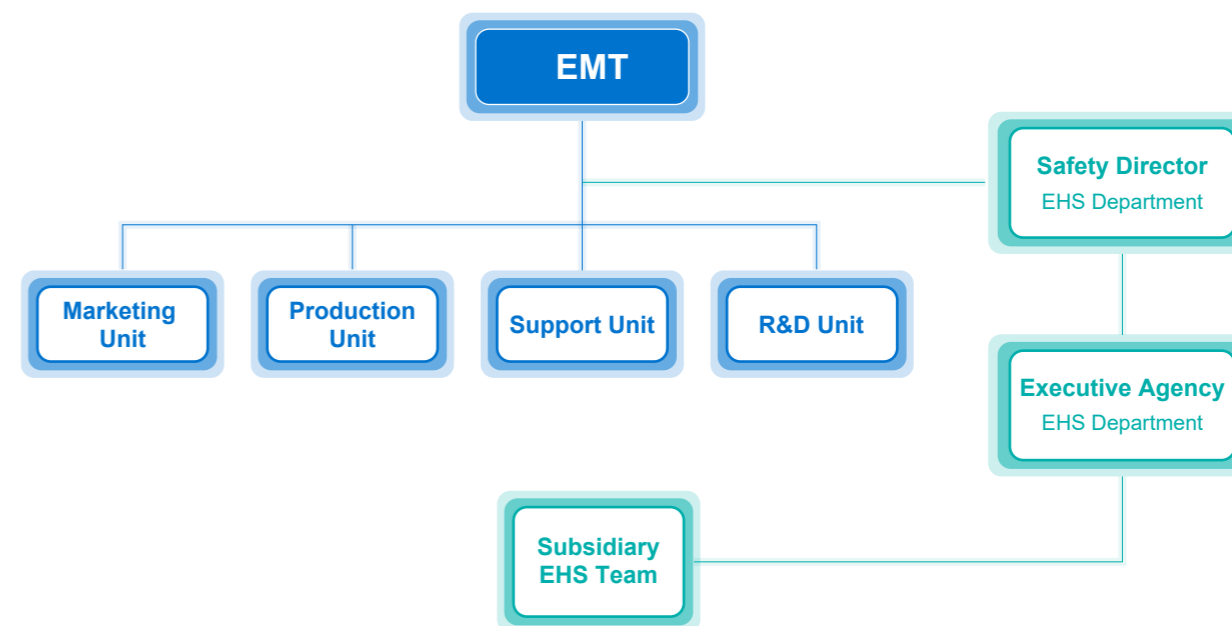 EMT
Safety Director
EHS Department
Marketing
Unit
Production
Unit
Support Unit
R&D Unit
Executive Agency
EHS Department
Subsidiary
EHS Team